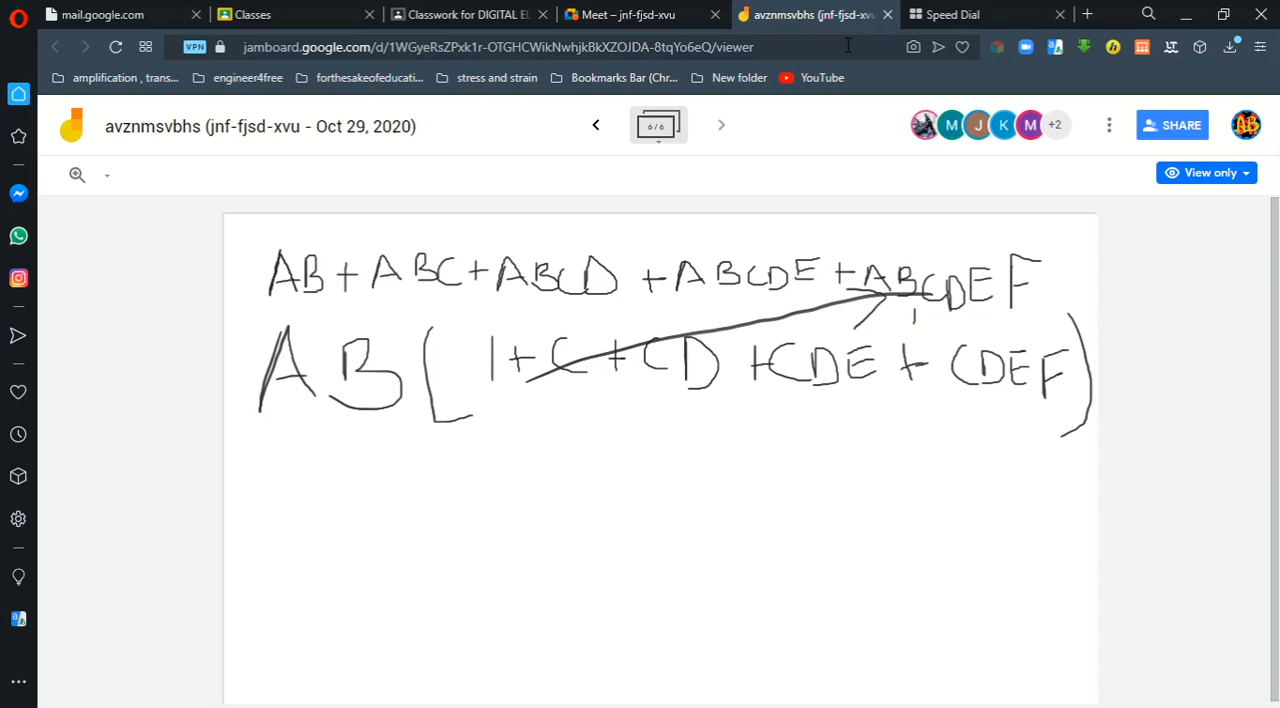 mail.google.com
Classes
Classwork for DIGITAL EL
Meet – jnf-fjsd-xvu
avznmsvbhs (jnf-fjsd-xvu
Speed Dial
VPN
jamboard.google.com/d/1WGyeRsZPxk1r-OTGHCWikNwhjkBkXZOJDA-8tqYo6eQ/viewer
amplification , trans...
engineer4free
forthesakeofeducati...
stress and strain
Bookmarks Bar (Chr...
New folder
YouTube
avznmsvbhs (jnf-fjsd-xvu - Oct 29, 2020)
6 / 6
M J K M +2
SHARE
AB
View only
AB + ABC + ABCD + ABCDE + ABCDEF
AB ( 1 + C + CD + CDE + CDEF )